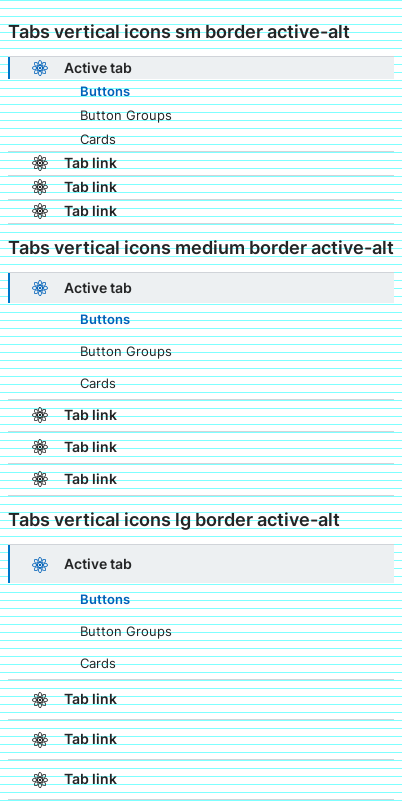 Tabs vertical icons sm border active-alt
Active tab
Buttons
Button Groups
Cards
Tab link
Tab link
Tab link
Tabs vertical icons medium border active-alt
Active tab
Buttons
Button Groups
Cards
Tab link
Tab link
Tab link
Tabs vertical icons lg border active-alt
Active tab
Buttons
Button Groups
Cards
Tab link
Tab link
Tab link